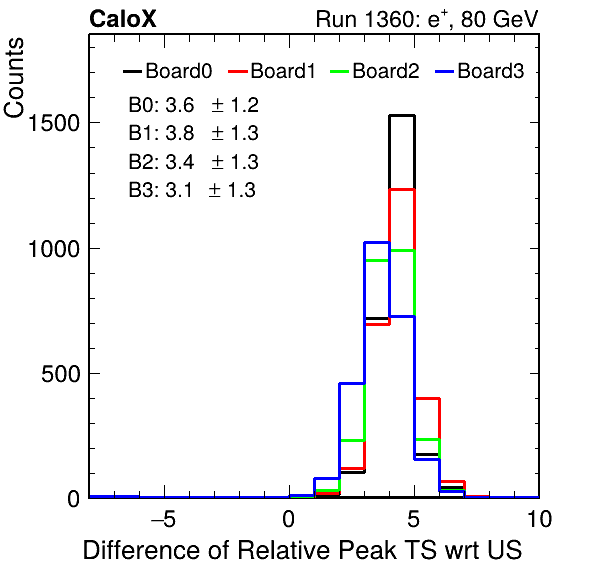 CaloX Run 1360: e+, 80 GeV
Counts
Board0 Board1 Board2 Board3
B0: 3.6 ± 1.2
B1: 3.8 ± 1.3
B2: 3.4 ± 1.3
B3: 3.1 ± 1.3
1500
1000
500
0
−5 0 5 10
Difference of Relative Peak TS wrt US